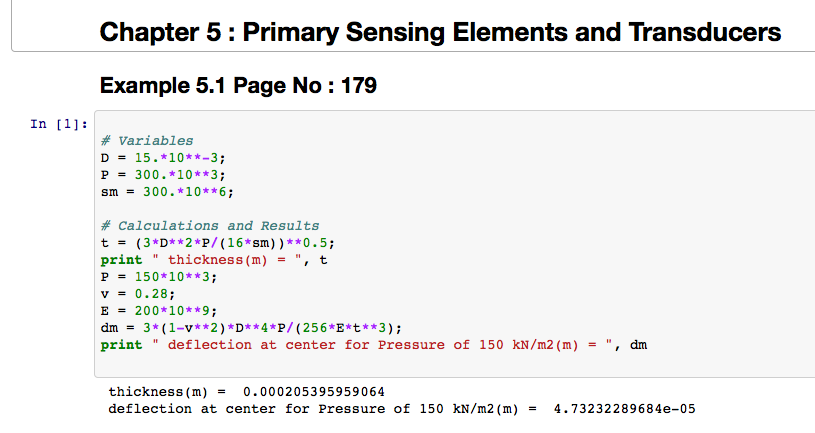 Chapter 5 : Primary Sensing Elements and Transducers
Example 5.1 Page No : 179
In [1]:
# Variables
D = 15.*10**-3;
P = 300.*10**3;
sm = 300.*10**6;
# Calculations and Results
t = (3*D**2*P/(16*sm))**0.5;
print " thickness(m) = ", t
P = 150*10**3;
v = 0.28;
E = 200*10**9;
dm = 3*(1-v**2)*D**4*P/(256*E*t**3);
print " deflection at center for Pressure of 150 kN/m2(m) = ", dm
thickness(m) =  0.000205395959064
deflection at center for Pressure of 150 kN/m2(m) =  4.73232289684e-05